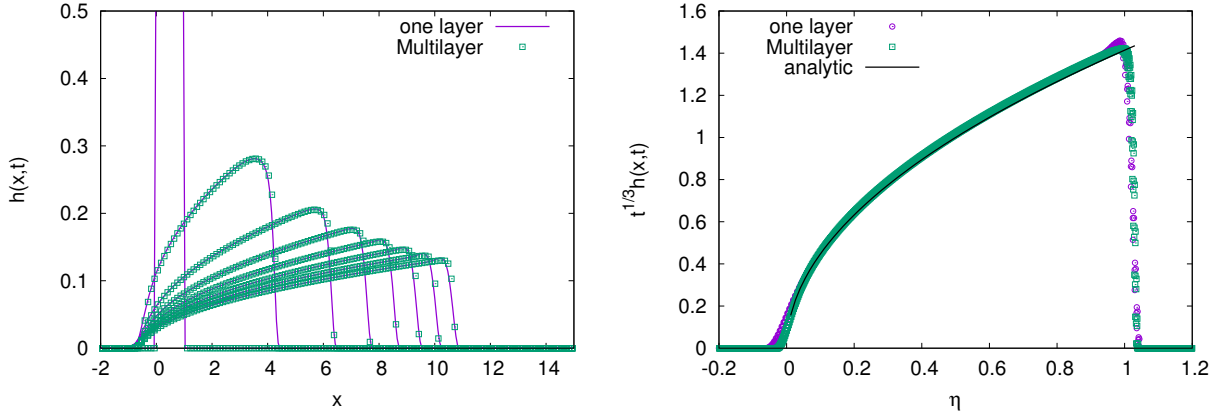 h(x,t)
0.5
0.4
0.3
0.2
0.1
0
one layer
Multilayer
-2 0 2 4 6 8 10 12 14
x
t^{1/3}h(x,t)
1.6
1.4
1.2
1
0.8
0.6
0.4
0.2
0
one layer
Multilayer
analytic
-0.2 0 0.2 0.4 0.6 0.8 1 1.2
η